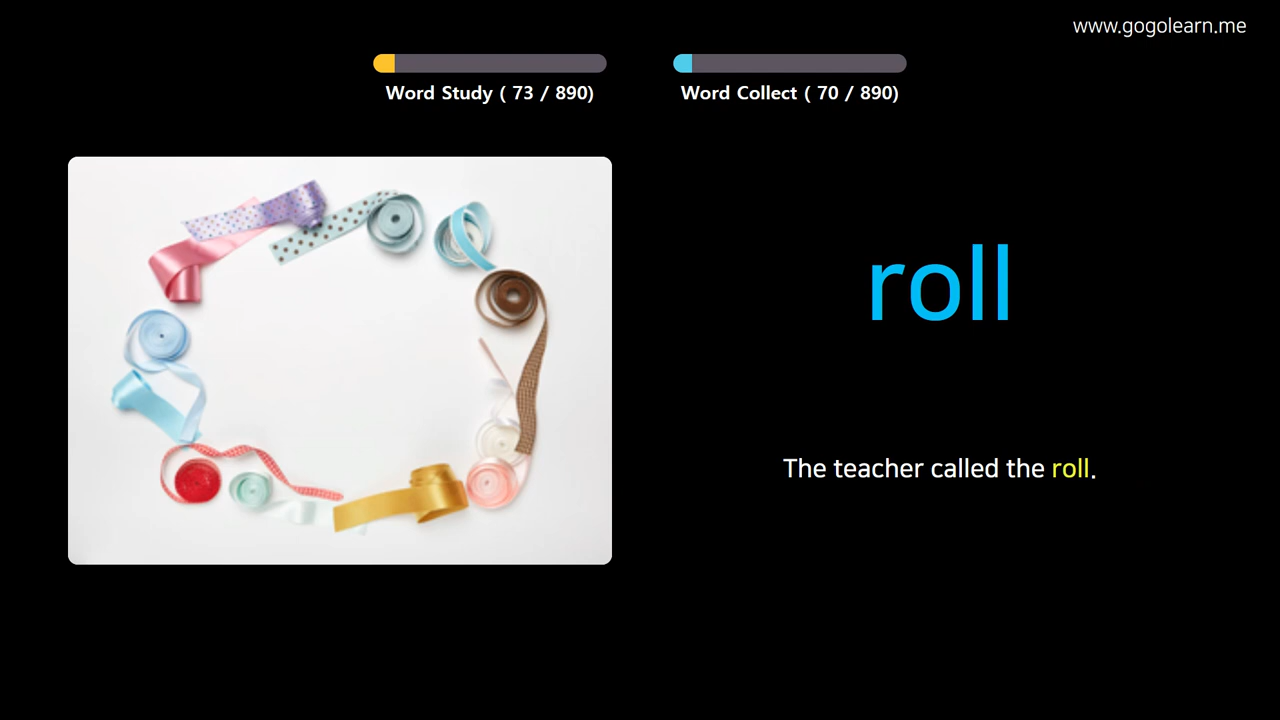 www.gogolearn.me
Word Study ( 73 / 890)
Word Collect ( 70 / 890)
roll
The teacher called the roll.